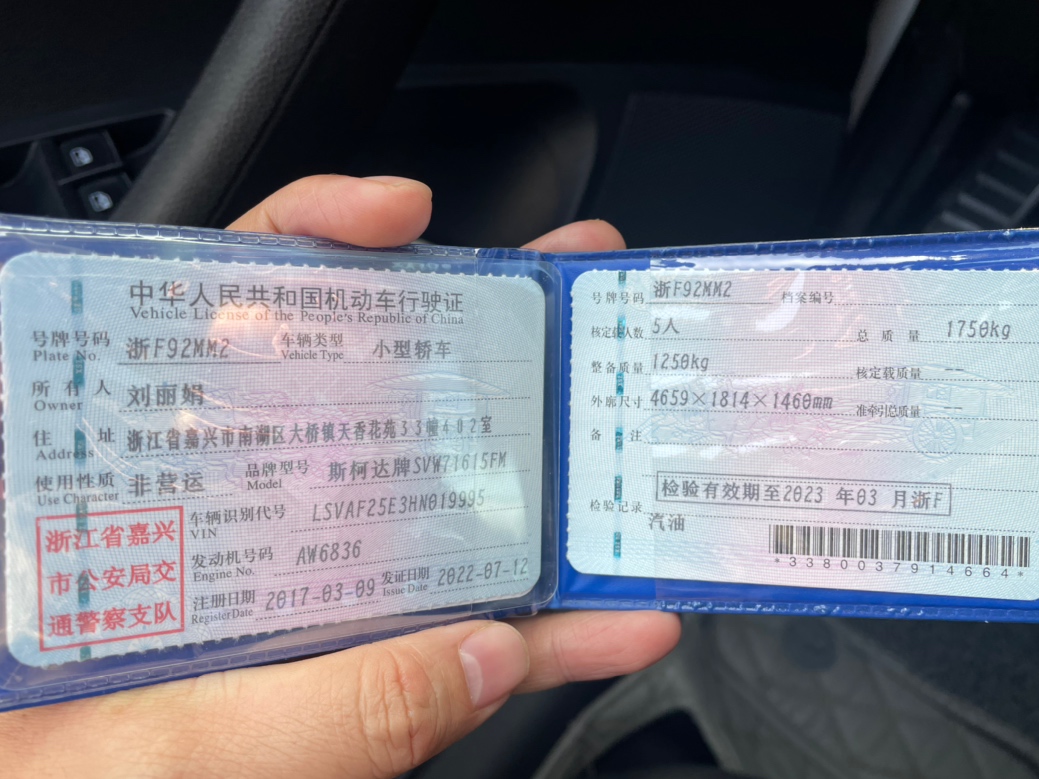 中华人民共和国机动车行驶证
Vehicle License of the People's Republic of China
号牌号码 浙F92MM2 车辆类型 小型轿车
Plate No. Vehicle Type
所有人 刘丽娟
Owner
住址 浙江省嘉兴市南湖区大桥镇天香花苑33幢402室
Address
使用性质 非营运 品牌型号 斯柯达牌SVW71615FM
Use Character Model
浙江省嘉兴
市公安局交
通警察支队
车辆识别代号 LSVAF25E3HN019995
VIN
发动机号码 AW6836
Engine No.
注册日期 2017-03-09 发证日期 2022-07-12
Register Date Issue Date
号牌号码 浙F92MM2 档案编号
核定载人数 5人 总质量 1750kg
整备质量 1250kg 核定载质量 --
外廓尺寸 4659×1814×1460mm 准牵引总质量 --
备注
检验有效期至2023 年03 月浙F
检验记录
汽油
*3380037914664*